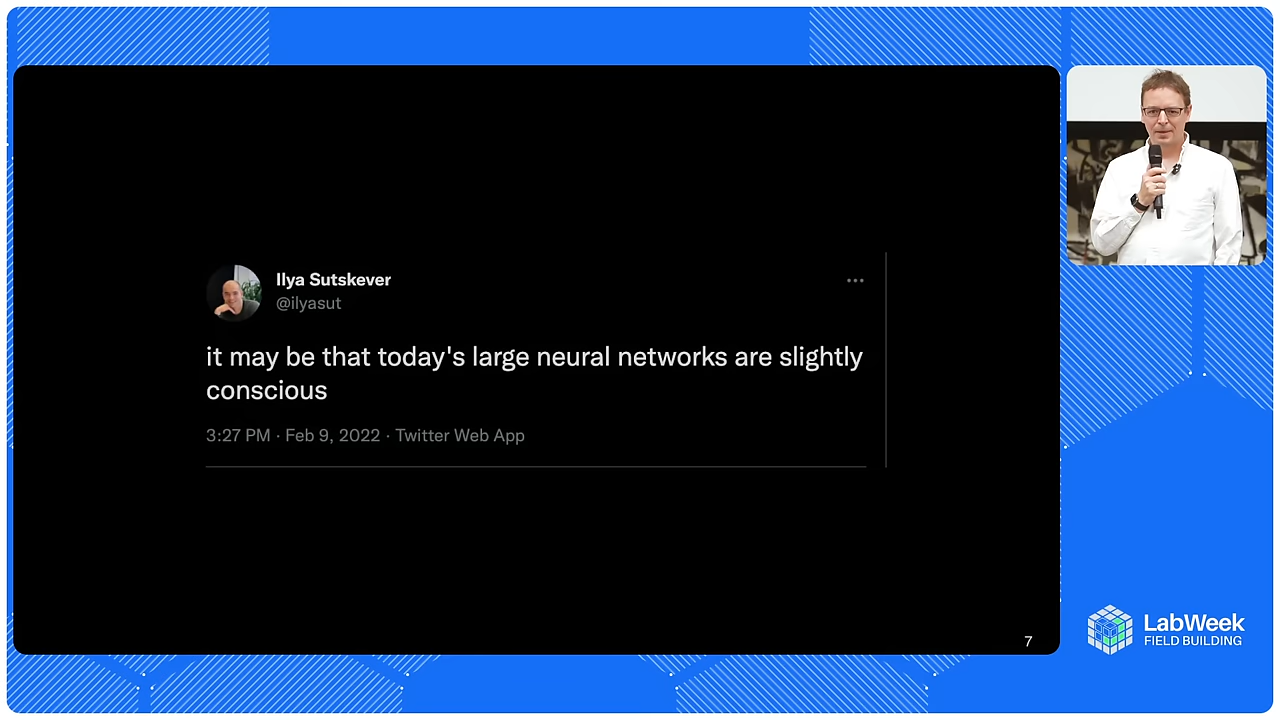 Ilya Sutskever
@ilyasut
it may be that today's large neural networks are slightly
conscious
3:27 PM · Feb 9, 2022 · Twitter Web App
7
LabWeek
FIELD BUILDING